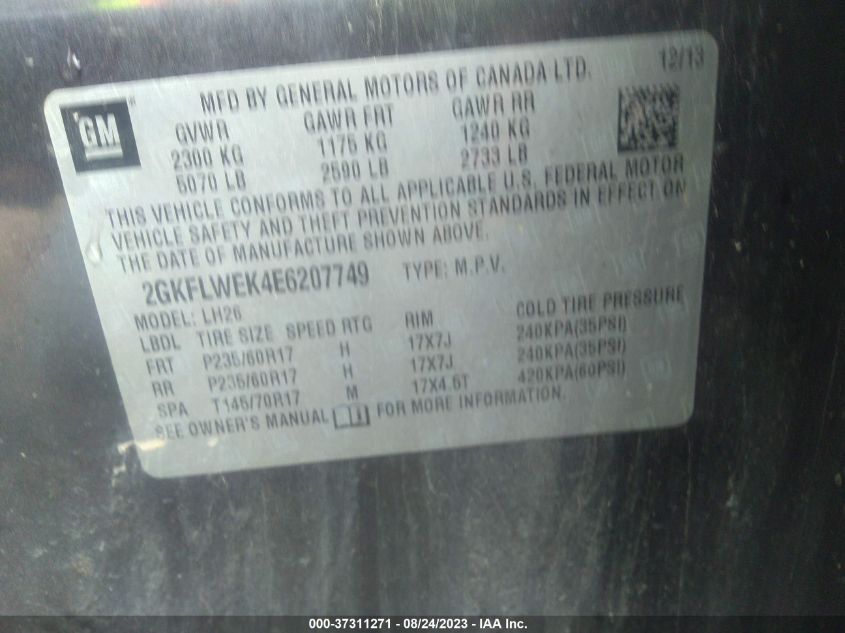 12/13
MFD BY GENERAL MOTORS OF CANADA LTD.
GM
GVWR GAWR FRT GAWR RR
2300 KG 1175 KG 1240 KG
5070 LB 2590 LB 2733 LB
THIS VEHICLE CONFORMS TO ALL APPLICABLE U.S. FEDERAL MOTOR
VEHICLE SAFETY AND THEFT PREVENTION STANDARDS IN EFFECT ON
THE DATE OF MANUFACTURE SHOWN ABOVE.
2GKFLWEK4E6207749 TYPE: M.P.V.
MODEL: LH26
LBDL TIRE SIZE SPEED RTG RIM COLD TIRE PRESSURE
FRT P235/60R17 H 17X7J 240KPA(35PSI)
RR P235/60R17 H 17X7J 240KPA(35PSI)
SPA T145/70R17 M 17X4.5T 420KPA(60PSI)
SEE OWNER'S MANUAL FOR MORE INFORMATION.
000-37311271 - 08/24/2023 - IAA Inc.